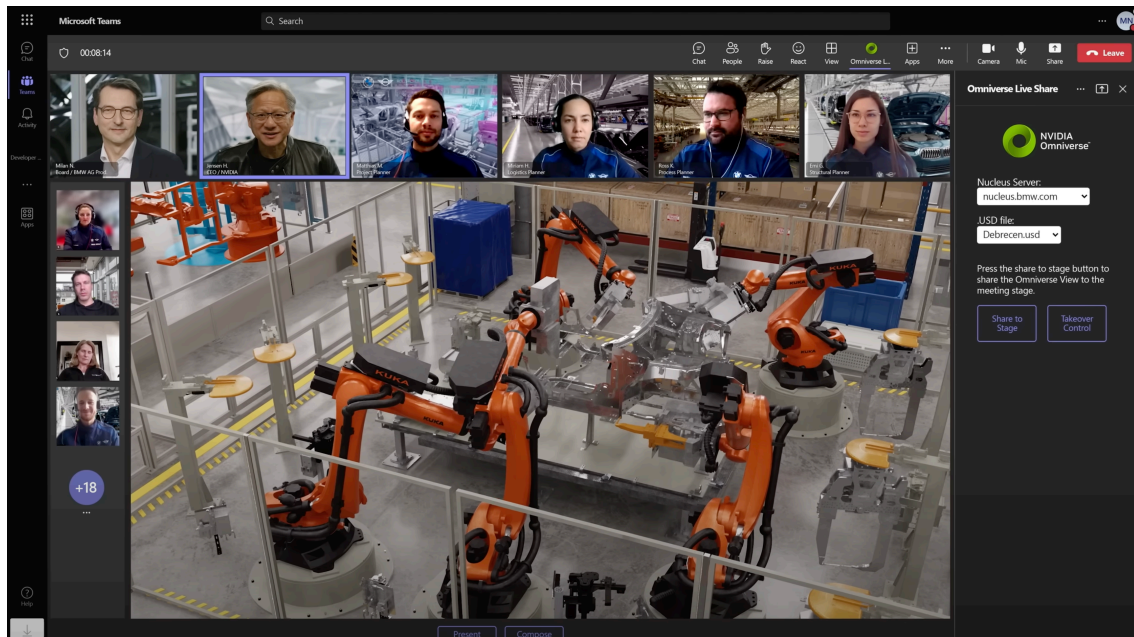 Microsoft Teams
Search
MN
Chat
Teams
Activity
Developer ...
Apps
Help
00:08:14
Chat
People
Raise
React
View
Omniverse L...
Apps
More
Camera
Mic
Share
Leave
Milan N.
Board / BMW AG Prod
Jensen H.
CEO / NVIDIA
Matthias M.
Project Planner
Miriam H.
Logistics Planner
Ross K.
Process Planner
Structural Planner
+18
KUKA
KUKA
KUKA
KUKA
KUKA
Present
Compose
Omniverse Live Share
NVIDIA
Omniverse
Nucleus Server:
nucleus.bmw.com
.USD file:
Debrecen.usd
Press the share to stage button to
share the Omniverse View to the
meeting stage.
Share to
Stage
Takeover
Control